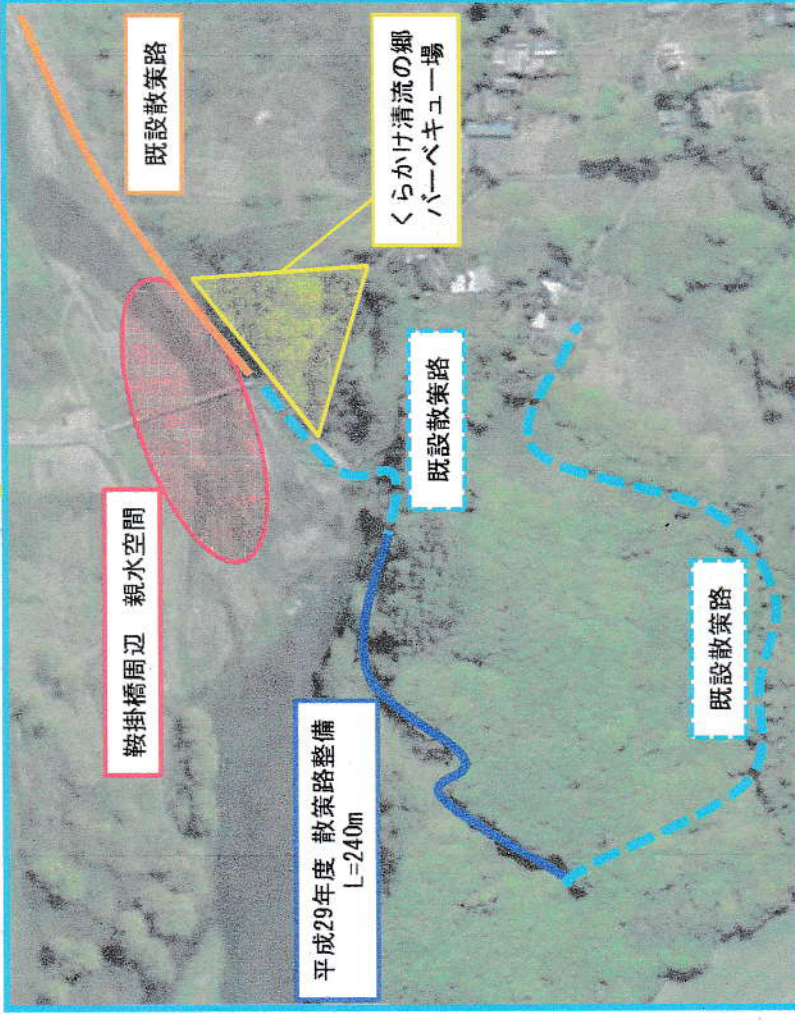 既設散策路
くらかけ清流の郷
バーベキュー場
鞍掛橋周辺　親水空間
既設散策路
平成29年度 散策路整備
L=240m
既設散策路